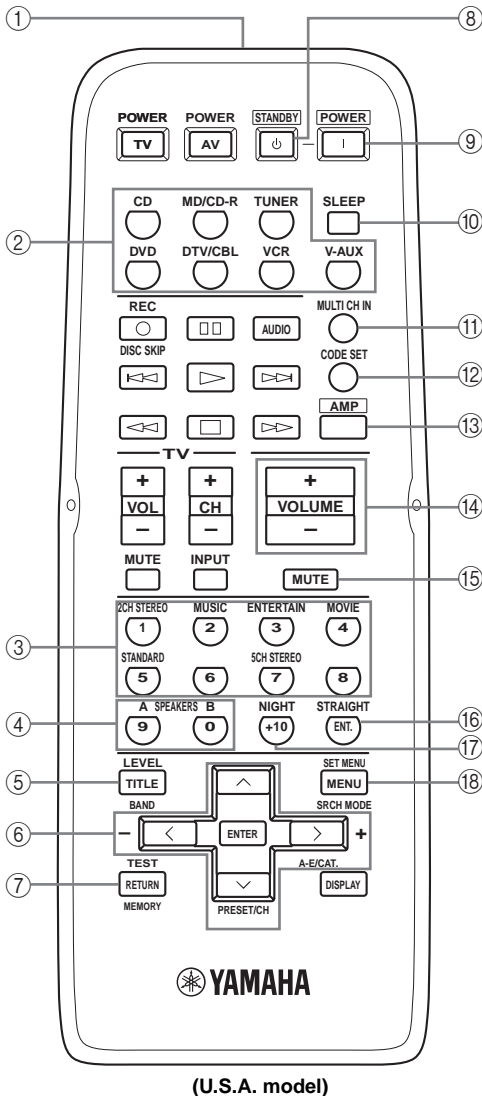 ① ⑧
POWER POWER STANDBY POWER
TV AV ⏻ – | ⑨
CD MD/CD-R TUNER SLEEP ⑩
②
DVD DTV/CBL VCR V-AUX
REC MULTI CH IN ⑪
AUDIO
DISC SKIP CODE SET ⑫
AMP ⑬
TV
+ + +
VOL CH VOLUME ⑭
– – –
MUTE INPUT MUTE ⑮
2CH STEREO MUSIC ENTERTAIN MOVIE
③ 1 2 3 4
STANDARD 5CH STEREO
5 6 7 8
A SPEAKERS B NIGHT STRAIGHT
④ 9 0 +10 ENT. ⑯
⑰
LEVEL SET MENU
⑤ TITLE MENU ⑱
BAND SRCH MODE
⑥ – ENTER +
TEST A-E/CAT.
⑦ RETURN DISPLAY
MEMORY PRESET/CH
YAMAHA
(U.S.A. model)